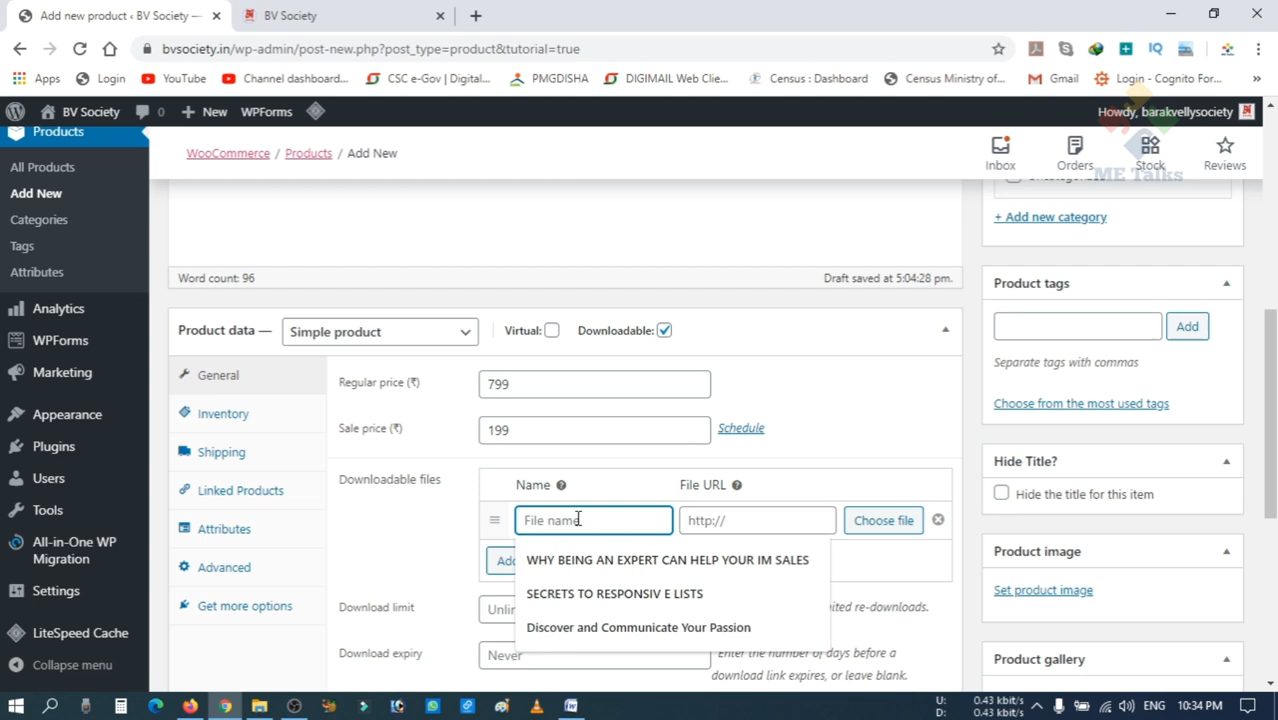 Add new product ‹ BV Society —
BV Society
bvsociety.in/wp-admin/post-new.php?post_type=product&tutorial=true
Apps
Login
YouTube
Channel dashboard...
CSC e-Gov | Digital...
PMGDISHA
DIGIMAIL Web Clie...
Census : Dashboard
Census Ministry of...
Gmail
Login - Cognito For...
BV Society
0
New
WPForms
Howdy, barakvellysociety
Products
WooCommerce / Products / Add New
Inbox
Orders
Stock
Reviews
ME Talks
All Products
Add New
Categories
Tags
Attributes
Analytics
WPForms
Marketing
Appearance
Plugins
Users
Tools
All-in-One WP
Migration
Settings
LiteSpeed Cache
Collapse menu
Word count: 96
Draft saved at 5:04:28 pm.
Product data —
Simple product
Virtual:
Downloadable:
General
Inventory
Shipping
Linked Products
Attributes
Advanced
Get more options
Regular price (₹)
799
Sale price (₹)
199
Schedule
Downloadable files
Name
File URL
File name
http://
Choose file
WHY BEING AN EXPERT CAN HELP YOUR IM SALES
SECRETS TO RESPONSIV E LISTS
Discover and Communicate Your Passion
Download limit
Download expiry
Never
Enter the number of days before a
download link expires, or leave blank.
+ Add new category
Product tags
Add
Separate tags with commas
Choose from the most used tags
Hide Title?
Hide the title for this item
Product image
Set product image
Product gallery
U: 0.43 kbit/s
D: 0.43 kbit/s
ENG
10:34 PM